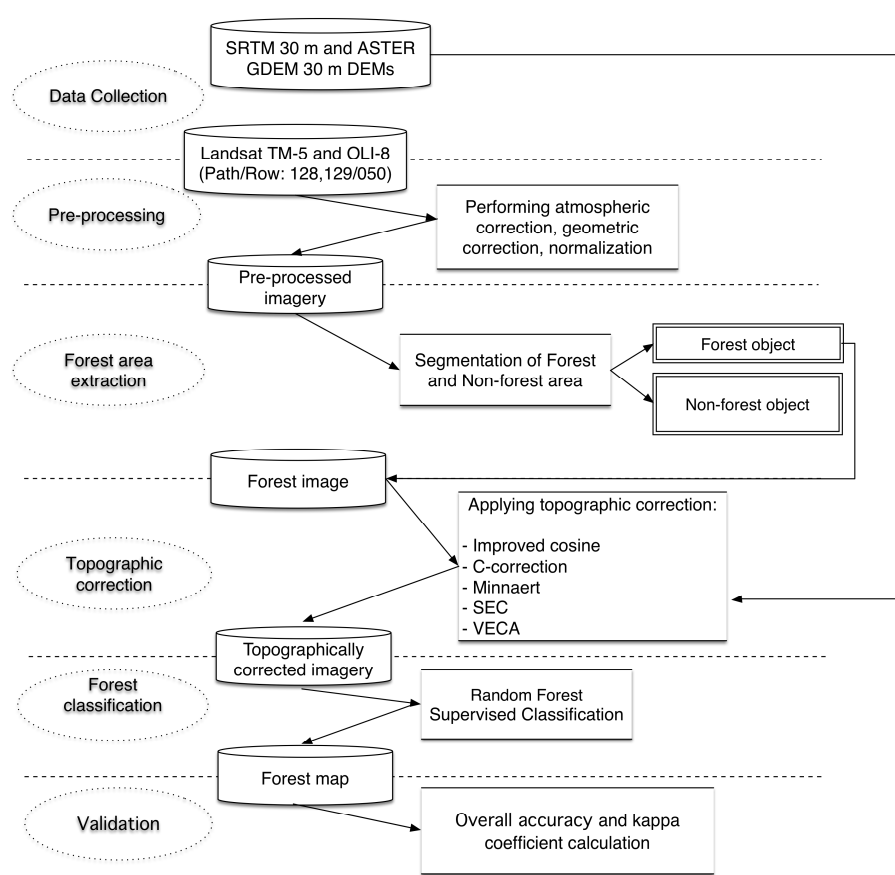 SRTM 30 m and ASTER
GDEM 30 m DEMs
Data Collection
Landsat TM-5 and OLI-8
(Path/Row: 128,129/050)
Pre-processing
Performing atmospheric
correction, geometric
correction, normalization
Pre-processed
imagery
Forest area
extraction
Segmentation of Forest
and Non-forest area
Forest object
Non-forest object
Forest image
Applying topographic correction:
- Improved cosine
- C-correction
- Minnaert
- SEC
- VECA
Topographic
correction
Topographically
corrected imagery
Forest
classification
Random Forest
Supervised Classification
Forest map
Validation
Overall accuracy and kappa
coefficient calculation